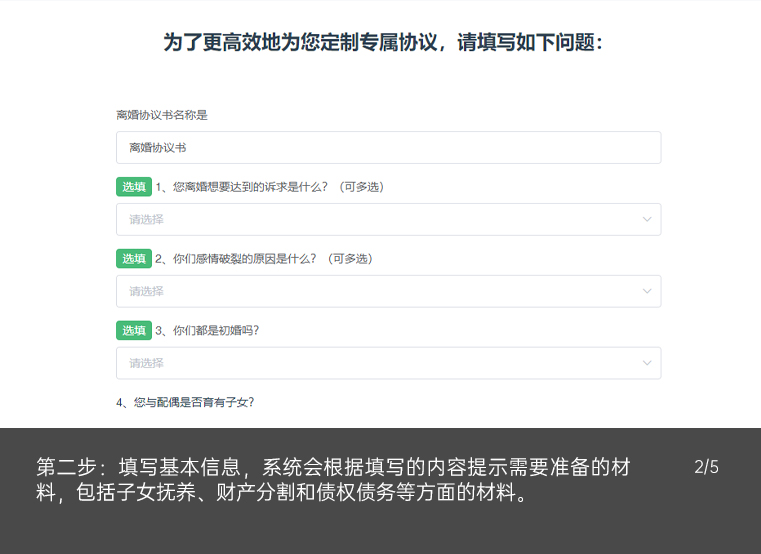 为了更高效地为您定制专属协议，请填写如下问题：
离婚协议书名称是
离婚协议书
选填 1、您离婚想要达到的诉求是什么？（可多选）
请选择
选填 2、你们感情破裂的原因是什么？（可多选）
请选择
选填 3、你们都是初婚吗？
请选择
4、您与配偶是否育有子女？
第二步：填写基本信息，系统会根据填写的内容提示需要准备的材 2/5
料，包括子女抚养、财产分割和债权债务等方面的材料。